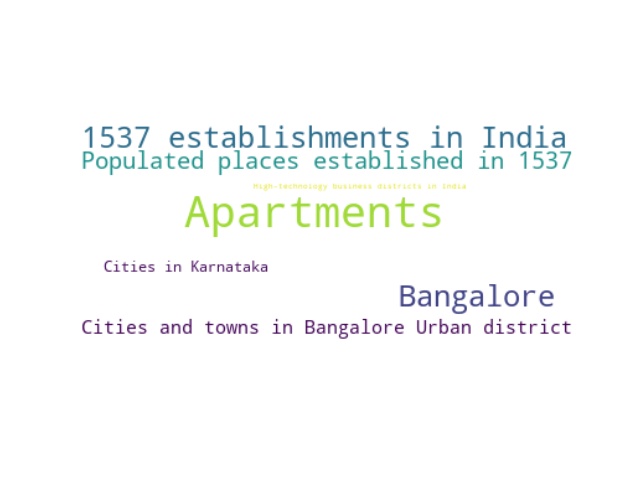 1537 establishments in India
Populated places established in 1537
High-technology business districts in India
Apartments
Cities in Karnataka
Bangalore
Cities and towns in Bangalore Urban district